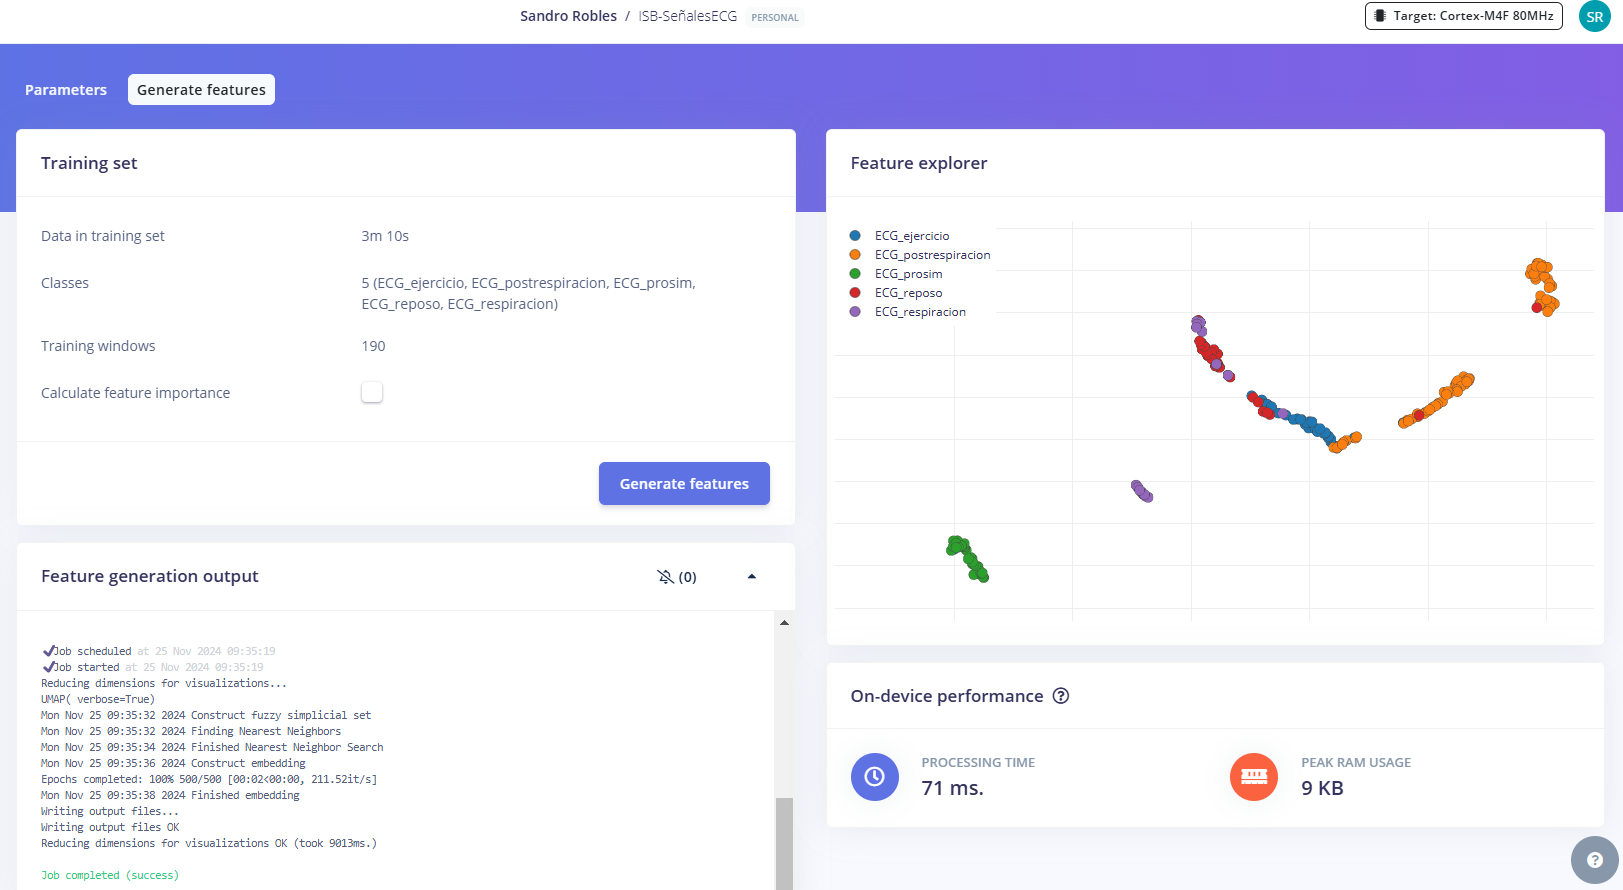 Sandro Robles / ISB-SeñalesECG PERSONAL
Target: Cortex-M4F 80MHz
SR
Parameters
Generate features
Training set
Data in training set
3m 10s
Classes
5 (ECG_ejercicio, ECG_postrespiracion, ECG_prosim,
ECG_reposo, ECG_respiracion)
Training windows
190
Calculate feature importance
Generate features
Feature generation output
(0)
Job scheduled at 25 Nov 2024 09:35:19
Job started at 25 Nov 2024 09:35:19
Reducing dimensions for visualizations...
UMAP( verbose=True)
Mon Nov 25 09:35:32 2024 Construct fuzzy simplicial set
Mon Nov 25 09:35:32 2024 Finding Nearest Neighbors
Mon Nov 25 09:35:34 2024 Finished Nearest Neighbor Search
Mon Nov 25 09:35:36 2024 Construct embedding
Epochs completed: 100% 500/500 [00:02<00:00, 211.52it/s]
Mon Nov 25 09:35:38 2024 Finished embedding
Writing output files...
Writing output files OK
Reducing dimensions for visualizations OK (took 9013ms.)
Job completed (success)
Feature explorer
ECG_ejercicio
ECG_postrespiracion
ECG_prosim
ECG_reposo
ECG_respiracion
On-device performance ?
PROCESSING TIME
71 ms.
PEAK RAM USAGE
9 KB
?